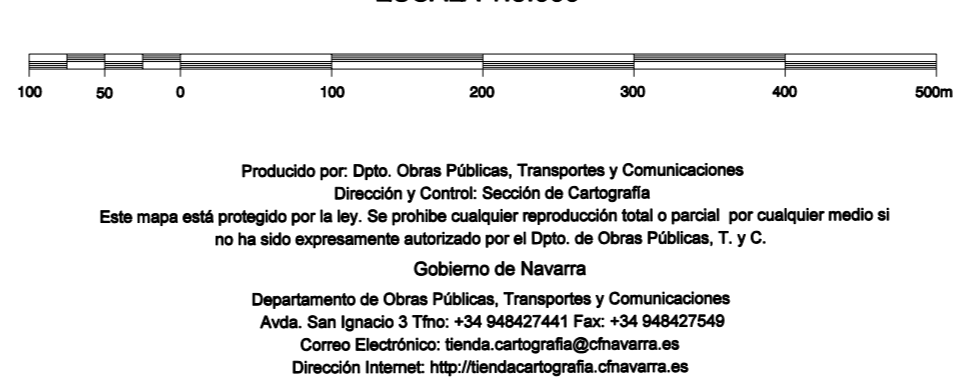 100 50 0 100 200 300 400 500m
Producido por: Dpto. Obras Públicas, Transportes y Comunicaciones
Dirección y Control: Sección de Cartografía
Este mapa está protegido por la ley. Se prohibe cualquier reproducción total o parcial por cualquier medio si
no ha sido expresamente autorizado por el Dpto. de Obras Públicas, T. y C.
Gobierno de Navarra
Departamento de Obras Públicas, Transportes y Comunicaciones
Avda. San Ignacio 3 Tfno: +34 948427441 Fax: +34 948427549
Correo Electrónico: tienda.cartografia@cfnavarra.es
Dirección Internet: http://tiendacartografia.cfnavarra.es